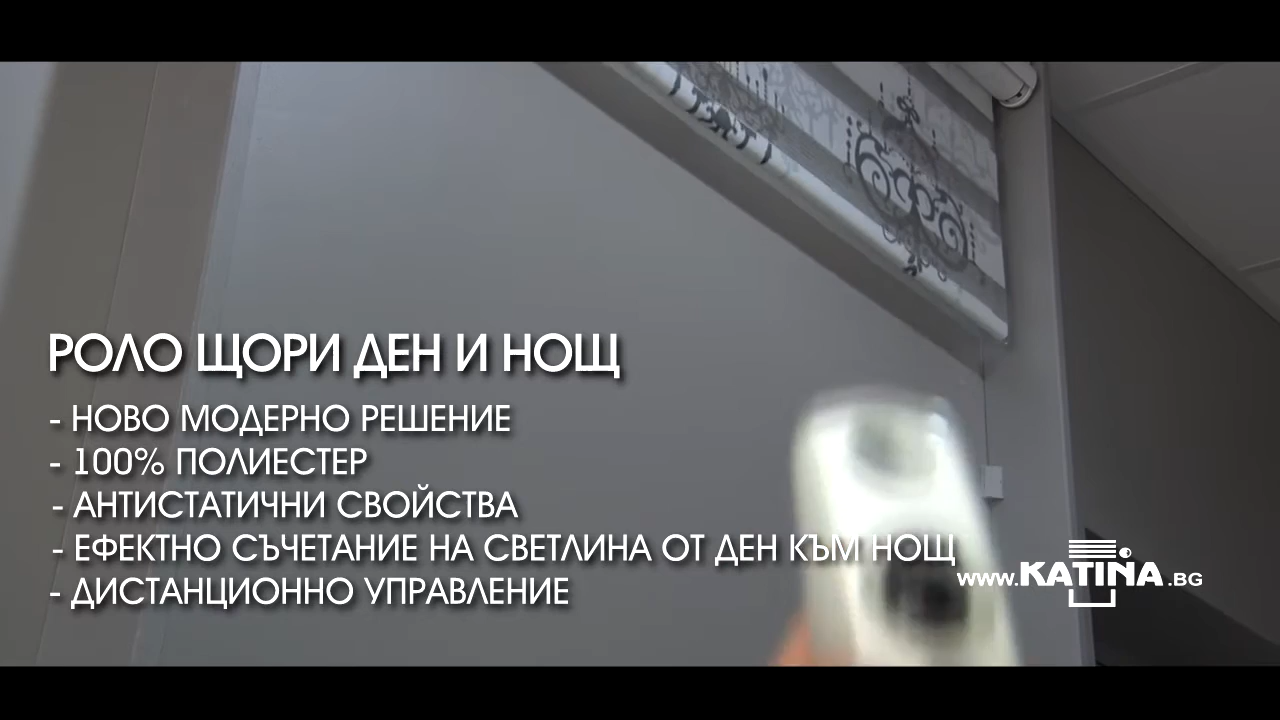 РОЛО ЩОРИ ДЕН И НОЩ
- НОВО МОДЕРНО РЕШЕНИЕ
- 100% ПОЛИЕСТЕР
- АНТИСТАТИЧНИ СВОЙСТВА
- ЕФЕКТНО СЪЧЕТАНИЕ НА СВЕТЛИНА ОТ ДЕН КЪМ НОЩ
- ДИСТАНЦИОННО УПРАВЛЕНИЕ
www.KATINA.BG